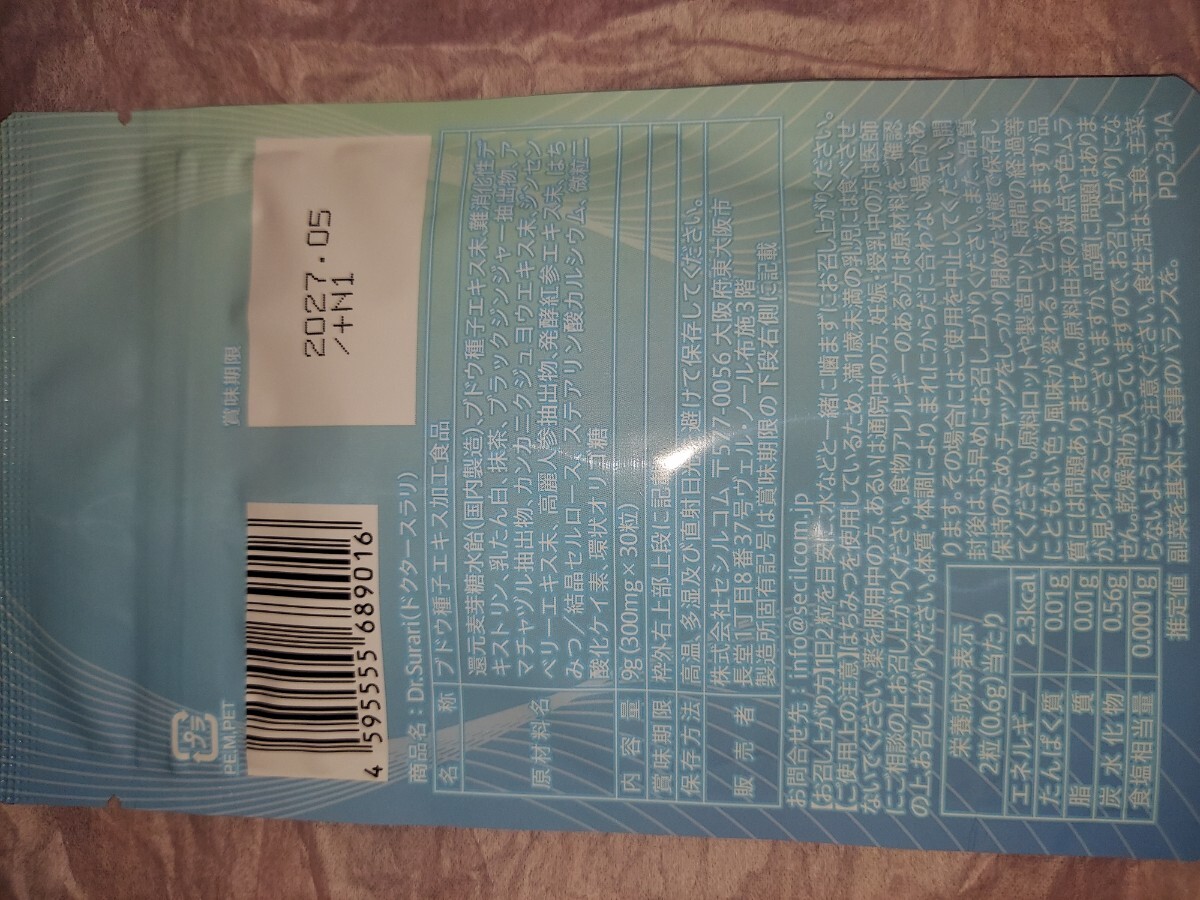 賞味期限
2027.05
/+N1
プラ
PE,M,PET
4 595555 689016
商品名：Dr.Surari(ドクタースラリ)
名称 ブドウ種子エキス加工食品
原材料名 還元麦芽糖水飴(国内製造)、ブドウ種子エキス末、難消化性デ
キストリン、乳たん白、抹茶、ブラックジンジャー抽出物、ア
マチャヅル抽出物、カンカニクジュヨウエキス末、ジンセン
ベリーエキス末、高麗人参抽出物、発酵紅参エキス末、はち
みつ／結晶セルロース、ステアリン酸カルシウム、微粒二
酸化ケイ素、環状オリゴ糖
内容量 9g (300mg×30粒)
賞味期限 枠外右上部上段に記
保存方法 高温、多湿及び直射日光を避けて保存してください。
販売者 株式会社セシルコム 〒577-0056 大阪府東大阪市
長堂1丁目8番37号ヴェル・ノール布施3階
製造所固有記号は賞味期限の下段右側に記載
お問合せ先：info@secil.com.jp
【お召し上がり方】1日2粒を目安に、水などと一緒に噛まずにお召し上がりください。
【ご使用上の注意】はちみつを使用しているため、満1歳未満の乳児には食べさせ
ないでください。薬を服用中の方、あるいは通院中の方、妊娠・授乳中の方は医師
にご相談の上お召し上がりください。食物アレルギーのある方は原材料をご確認
の上、お召し上がりください。体質、体調により、まれにからだに合わない場合があ
ります。その場合にはご使用を中止してください。開
封後は、お早めにお召し上がりください。また、品質
保持のため、チャックをしっかり閉めた状態で保存し
てください。原料ロットや製造ロット、時間の経過等
にともない色・風味が変わることがありますが、品
質には問題ありません。原料由来の斑点や色ムラ
が見られることがございますが、品質に問題はありま
せん。乾燥剤が入っていますので、お召し上がりにな
らないようにご注意ください。食生活は、主食、主菜、
副菜を基本に、食事のバランスを。
栄養成分表示
2粒(0.6g)当たり
エネルギー 2.3kcal
たんぱく質 0.01g
脂質 0.01g
炭水化物 0.56g
食塩相当量 0.0001g
推定値
PD-231A